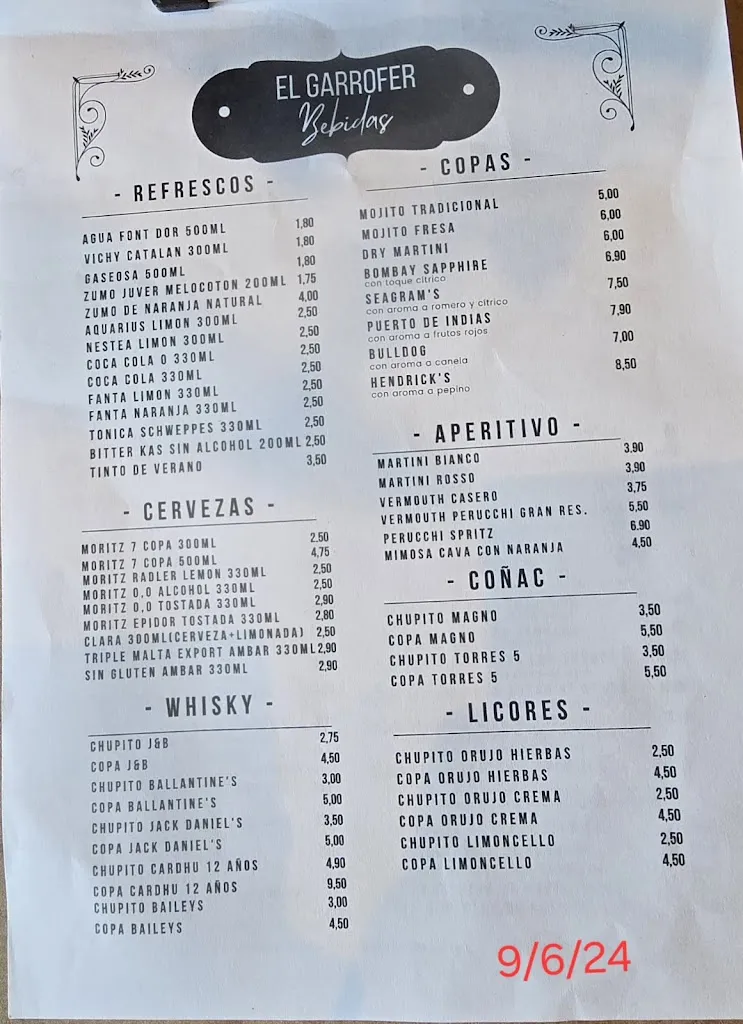 EL GARROFER
Bebidas
- REFRESCOS -
AGUA FONT DOR 500ML 1,80
VICHY CATALAN 300ML 1,80
GASEOSA 500ML 1,80
ZUMO JUVER MELOCOTON 200ML 1,75
ZUMO DE NARANJA NATURAL 4,00
AQUARIUS LIMON 300ML 2,50
NESTEA LIMON 300ML 2,50
COCA COLA 0 330ML 2,50
COCA COLA 330ML 2,50
FANTA LIMON 330ML 2,50
FANTA NARANJA 330ML 2,50
TONICA SCHWEPPES 330ML 2,50
BITTER KAS SIN ALCOHOL 200ML 2,50
TINTO DE VERANO 3,50
- CERVEZAS -
MORITZ 7 COPA 300ML 2.50
MORITZ 7 COPA 500ML 4,75
MORITZ RADLER LEMON 330ML 2,50
MORITZ 0,0 ALCOHOL 330ML 2,50
MORITZ 0,0 TOSTADA 330ML 2,90
MORITZ EPIDOR TOSTADA 330ML 2,80
CLARA 300ML(CERVEZA+LIMONADA) 2,50
TRIPLE MALTA EXPORT AMBAR 330ML 2,90
SIN GLUTEN AMBAR 330ML 2,90
- WHISKY -
CHUPITO J&B 2,75
COPA J&B 4,50
CHUPITO BALLANTINE'S 3,00
COPA BALLANTINE'S 5,00
CHUPITO JACK DANIEL'S 3,50
COPA JACK DANIEL'S 5,00
CHUPITO CARDHU 12 AÑOS 4,90
COPA CARDHU 12 AÑOS 9,50
CHUPITO BAILEYS 3,00
COPA BAILEYS 4,50
- COPAS -
MOJITO TRADICIONAL 5,00
MOJITO FRESA 6,00
DRY MARTINI 6,00
BOMBAY SAPPHIRE 6,90
con toque citrico
SEAGRAM'S 7,50
con aroma a romero y citrico
PUERTO DE INDIAS 7,90
con aroma a frutos rojos
BULLDOG 7,00
con aroma a canela
HENDRICK'S 8,50
con aroma a pepino
- APERITIVO -
MARTINI BIANCO 3.90
MARTINI ROSSO 3,90
VERMOUTH CASERO 3,75
VERMOUTH PERUCCHI GRAN RES. 5,50
PERUCCHI SPRITZ 6.90
MIMOSA CAVA CON NARANJA 4,50
- COÑAC -
CHUPITO MAGNO 3,50
COPA MAGNO 5,50
CHUPITO TORRES 5 3,50
COPA TORRES 5 5,50
- LICORES -
CHUPITO ORUJO HIERBAS 2,50
COPA ORUJO HIERBAS 4,50
CHUPITO ORUJO CREMA 2,50
COPA ORUJO CREMA 4,50
CHUPITO LIMONCELLO 2,50
COPA LIMONCELLO 4,50
9/6/24